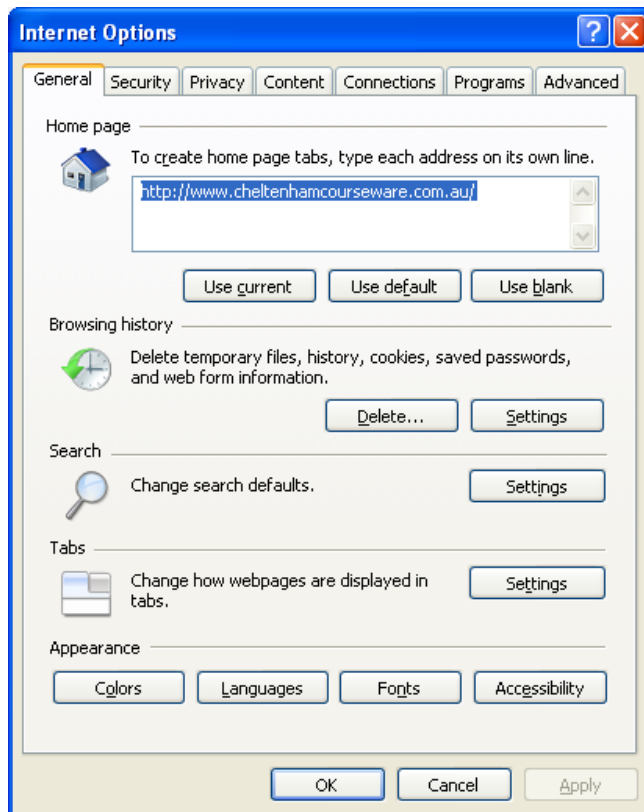 Internet Options
General Security Privacy Content Connections Programs Advanced
Home page
To create home page tabs, type each address on its own line.
http://www.cheltenhamcourseware.com.au/
Use current Use default Use blank
Browsing history
Delete temporary files, history, cookies, saved passwords,
and web form information.
Delete... Settings
Search
Change search defaults. Settings
Tabs
Change how webpages are displayed in
tabs.
Settings
Appearance
Colors Languages Fonts Accessibility
OK Cancel Apply